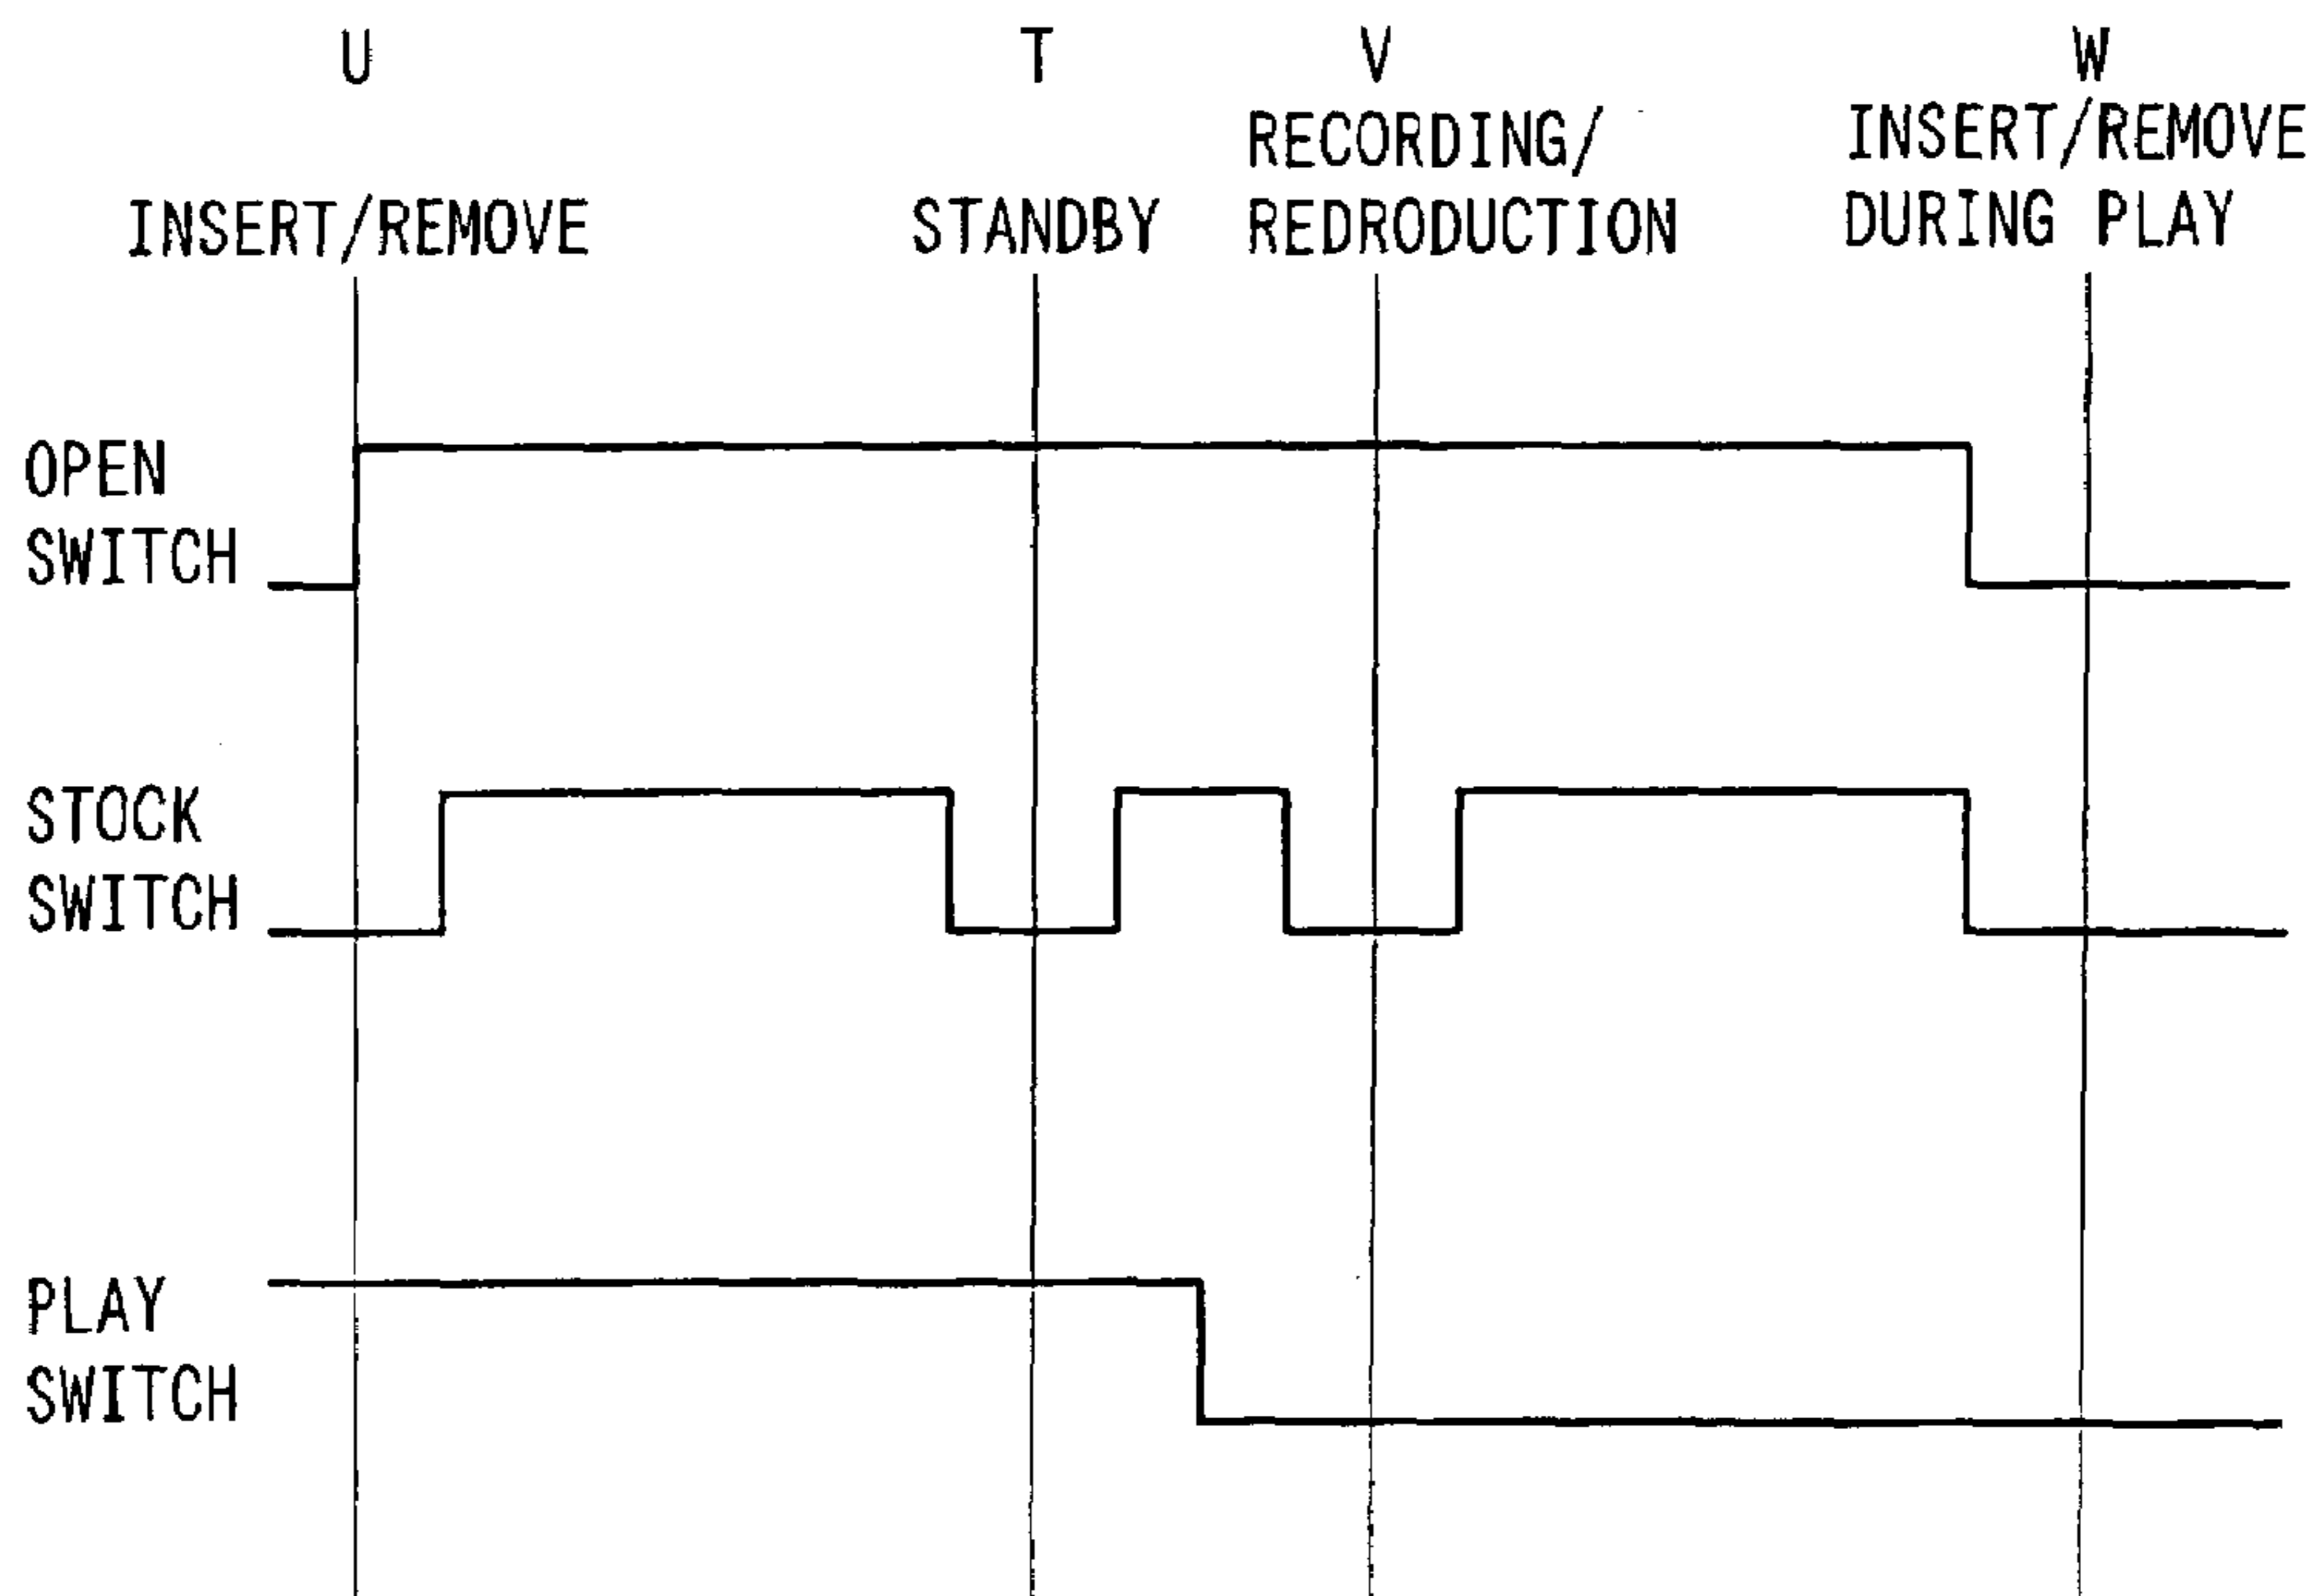 U
T
V
W
INSERT/REMOVE
STANDBY
RECORDING/
REDRODUCTION
INSERT/REMOVE
DURING PLAY
OPEN
SWITCH
STOCK
SWITCH
PLAY
SWITCH